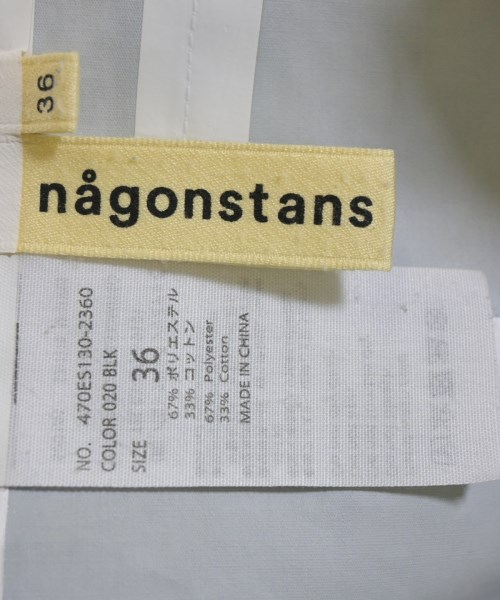 36
någonstans
NO. 470ES130-2360
COLOR 020 BLK
SIZE 36
67% ポリエステル
33% コットン
67% Polyester
33% Cotton
MADE IN CHINA